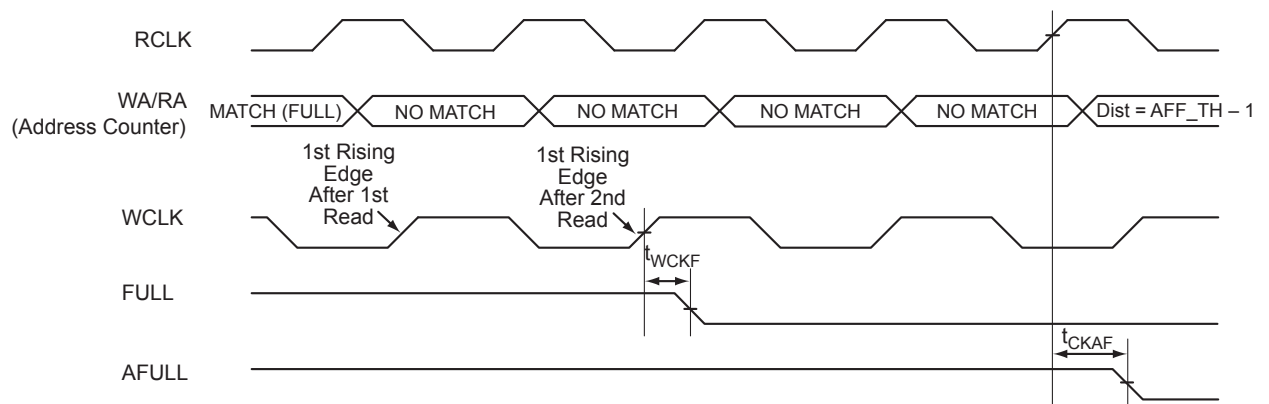 RCLK
WA/RA
(Address Counter)
MATCH (FULL)
NO MATCH
NO MATCH
NO MATCH
NO MATCH
Dist = AFF_TH – 1
1st Rising
Edge
After 1st
Read
1st Rising
Edge
After 2nd
Read
WCLK
tWCKF
FULL
tCKAF
AFULL